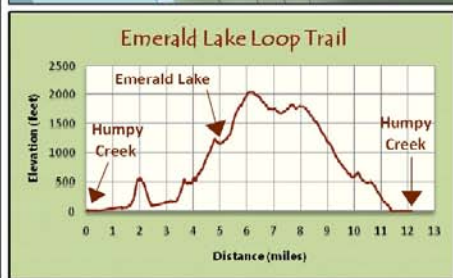 Emerald Lake Loop Trail
2500
2000
1500
1000
500
0
Elevation (feet)
Emerald Lake
Humpy
Creek
Humpy
Creek
0 1 2 3 4 5 6 7 8 9 10 11 12 13
Distance (miles)